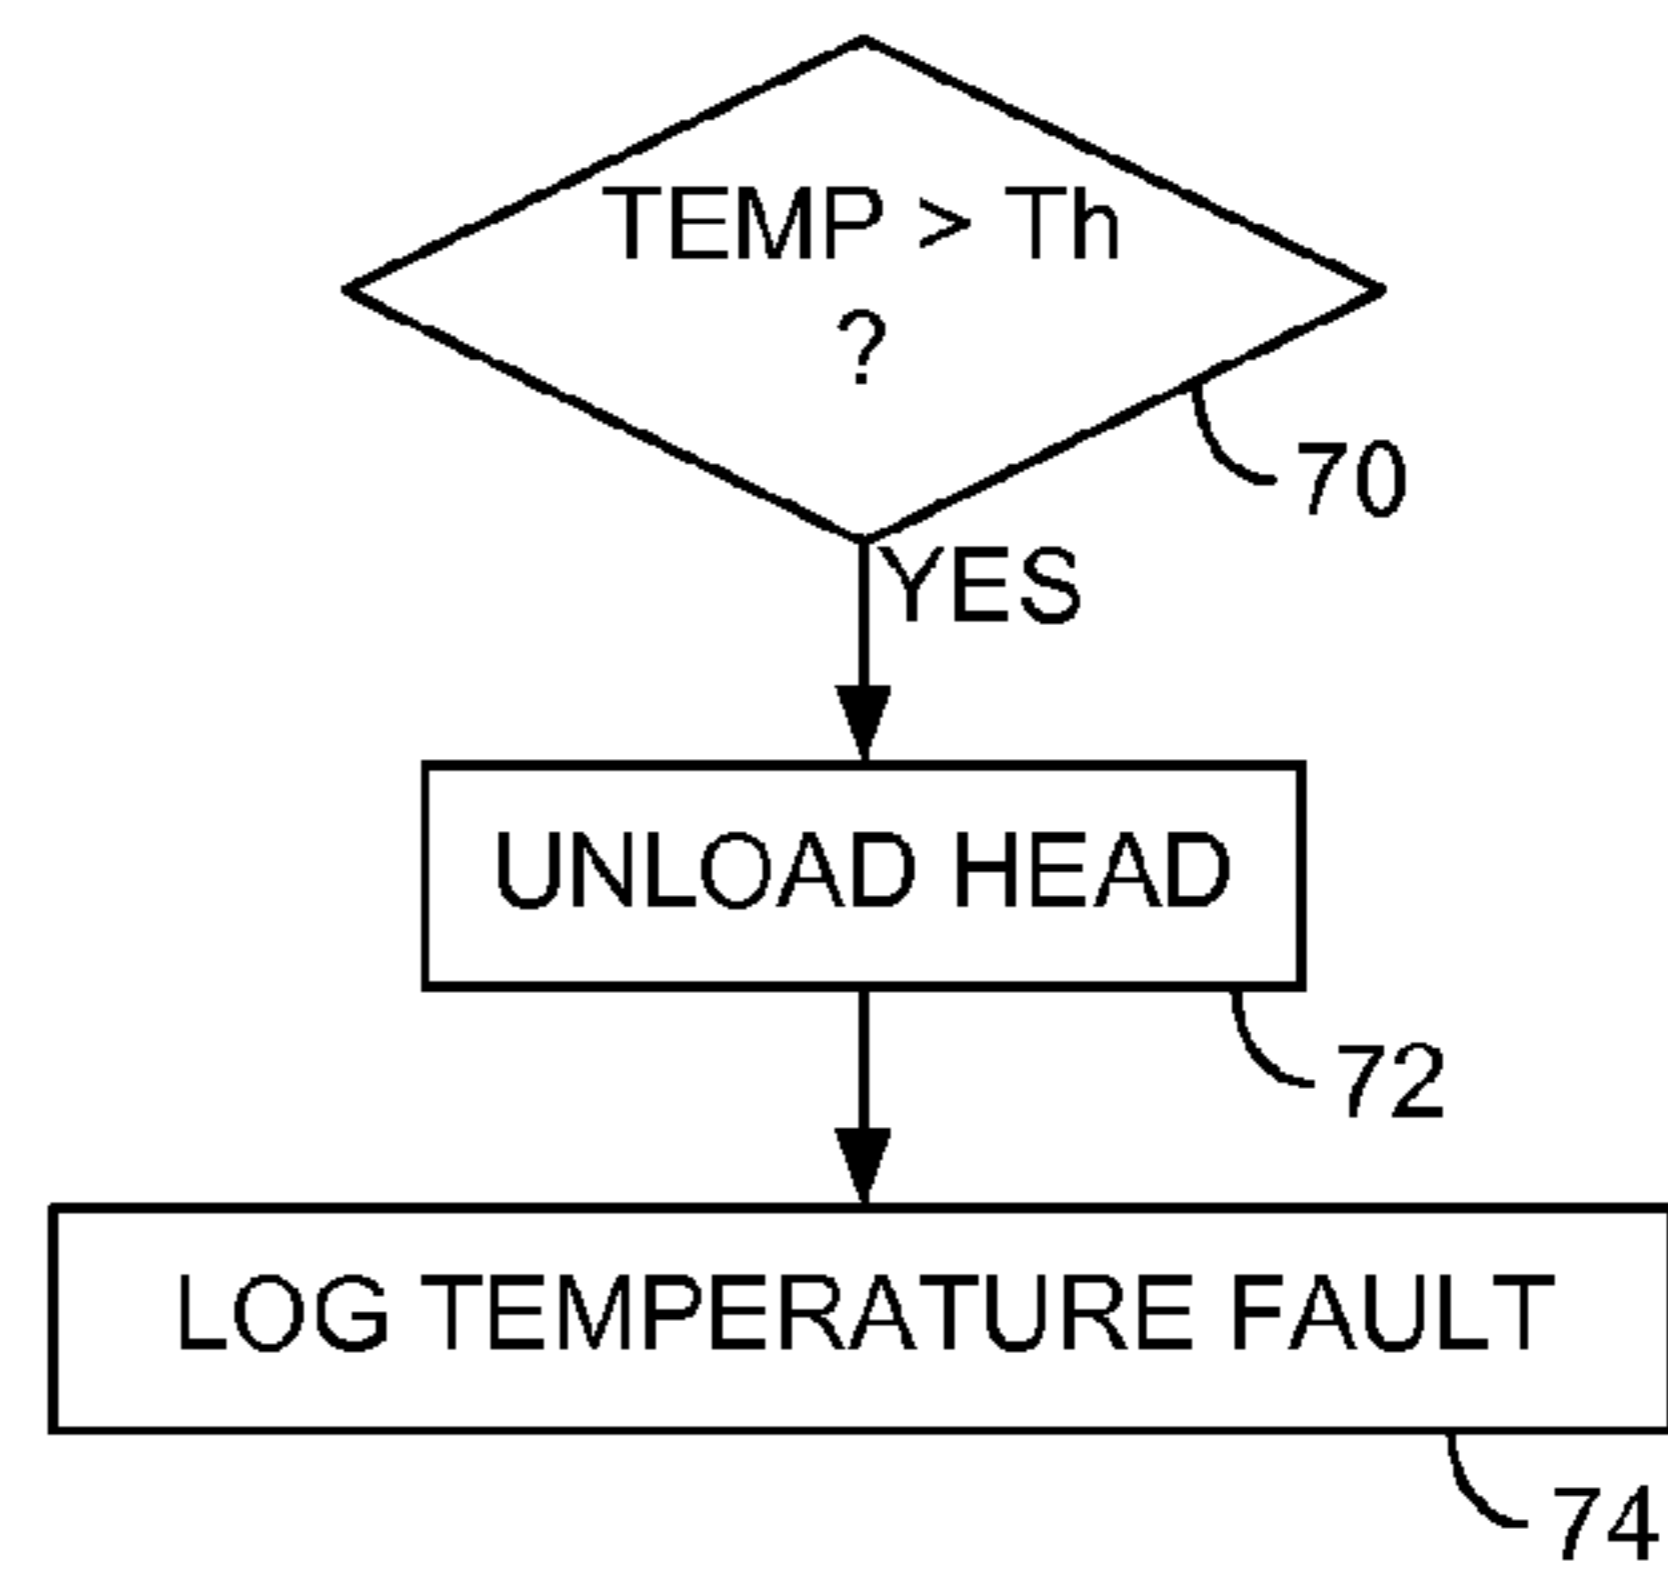 TEMP > Th
?
70
YES
UNLOAD HEAD
72
LOG TEMPERATURE FAULT
74